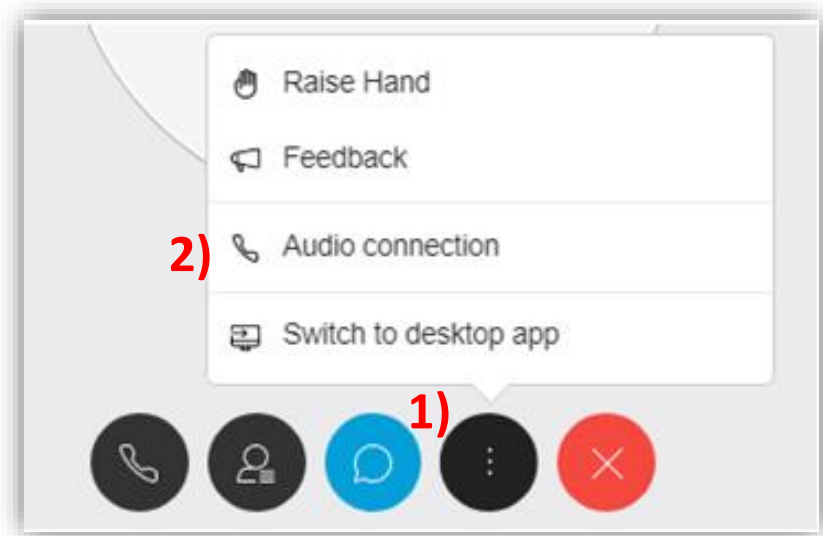 Raise Hand
Feedback
2) Audio connection
Switch to desktop app
1)